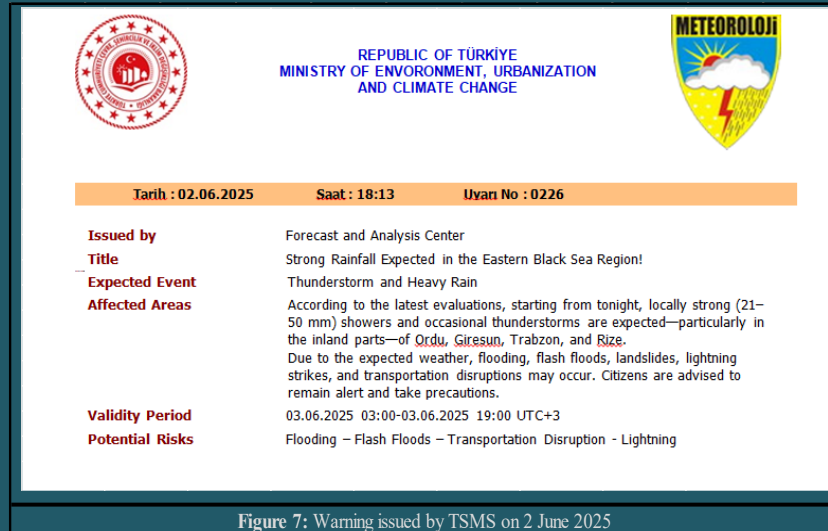 METEOROLOJİ
REPUBLIC OF TÜRKİYE
MINISTRY OF ENVORONMENT, URBANIZATION
AND CLIMATE CHANGE
Tarih : 02.06.2025 Saat : 18:13 Uyarı No : 0226
Issued by Forecast and Analysis Center
Title Strong Rainfall Expected in the Eastern Black Sea Region!
Expected Event Thunderstorm and Heavy Rain
Affected Areas According to the latest evaluations, starting from tonight, locally strong (21–
50 mm) showers and occasional thunderstorms are expected—particularly in
the inland parts—of Ordu, Giresun, Trabzon, and Rize.
Due to the expected weather, flooding, flash floods, landslides, lightning
strikes, and transportation disruptions may occur. Citizens are advised to
remain alert and take precautions.
Validity Period 03.06.2025 03:00-03.06.2025 19:00 UTC+3
Potential Risks Flooding – Flash Floods – Transportation Disruption - Lightning
Figure 7: Warning issued by TSMS on 2 June 2025